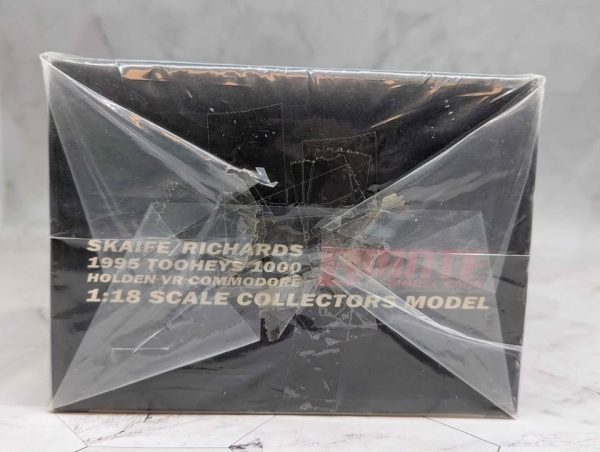 SKAIFE/RICHARDS
1995 TOOHEYS 1000
HOLDEN VR COMMODORE
1:18 SCALE COLLECTORS MODEL